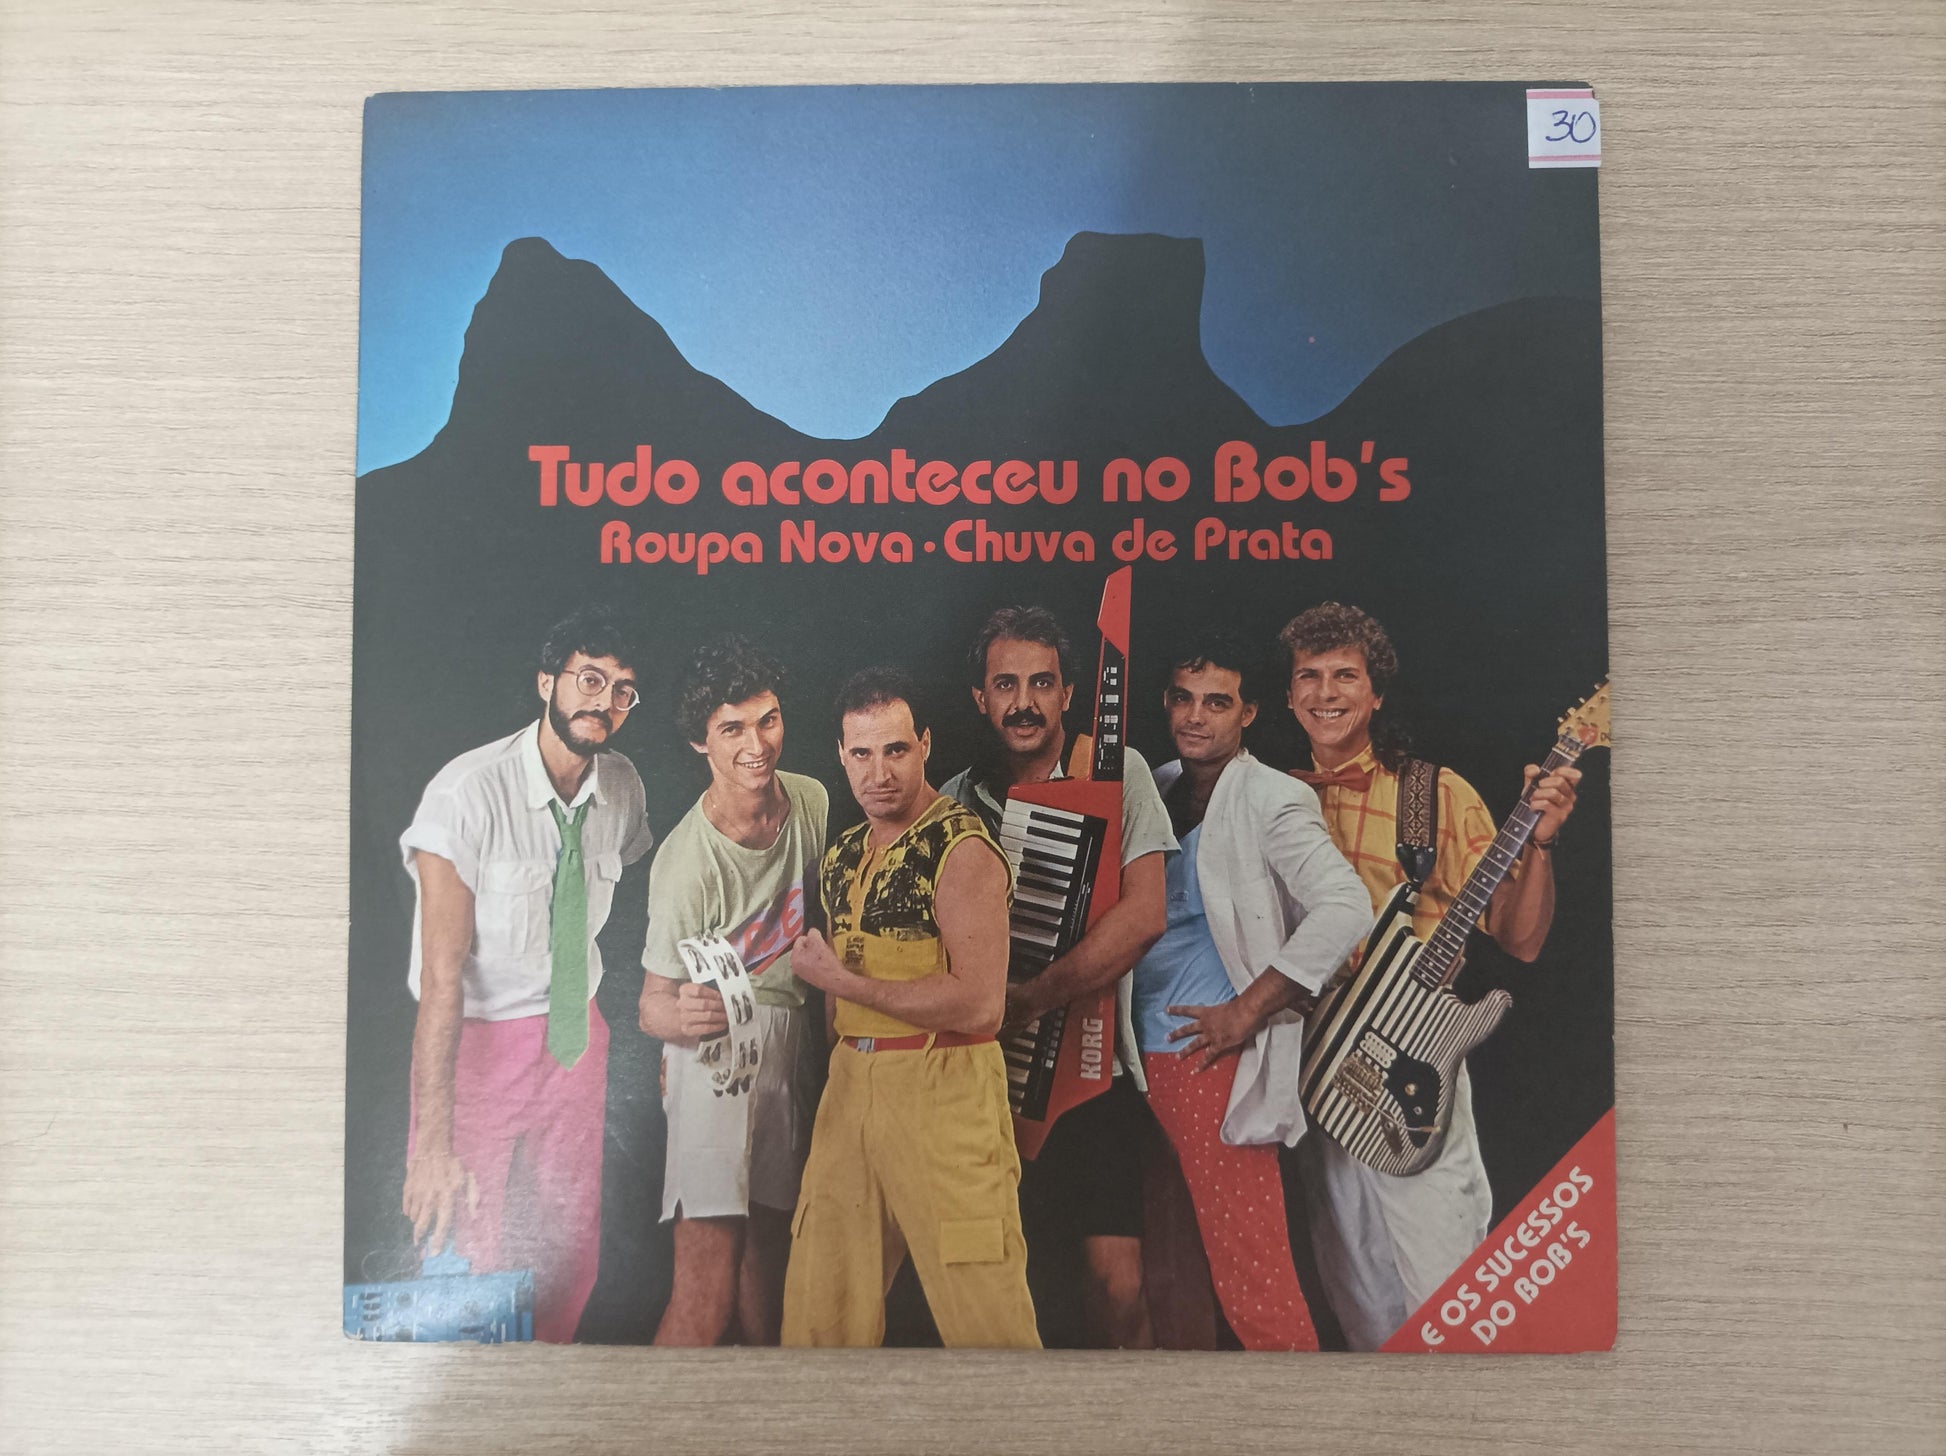 30
Tudo aconteceu no Bob's
Roupa Nova • Chuva de Prata
KORG
E OS SUCESSOS
DO BOB'S